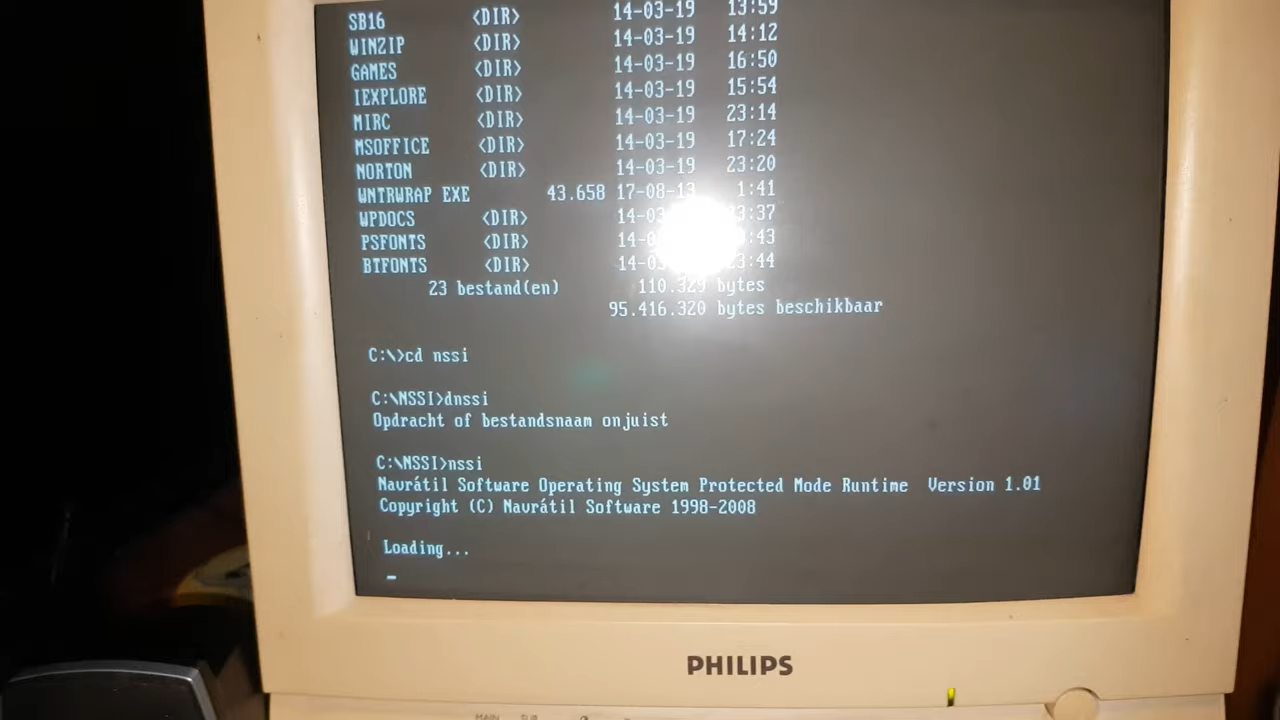 SB16 <DIR> 14-03-19 13:59
WINZIP <DIR> 14-03-19 14:12
GAMES <DIR> 14-03-19 16:50
IEXPLORE <DIR> 14-03-19 15:54
MIRC <DIR> 14-03-19 23:14
MSOFFICE <DIR> 14-03-19 17:24
NORTON <DIR> 14-03-19 23:20
WNTRWRAP EXE 43.658 17-08-13 1:41
WPDOCS <DIR>
PSFONTS <DIR>
BTFONTS <DIR>
23 bestand(en) 110.329 bytes
95.416.320 bytes beschikbaar
C:\>cd nssi
C:\NSSI>dnssi
Opdracht of bestandsnaam onjuist
C:\NSSI>nssi
Navrátil Software Operating System Protected Mode Runtime Version 1.01
Copyright (C) Navrátil Software 1998-2008
Loading...
PHILIPS